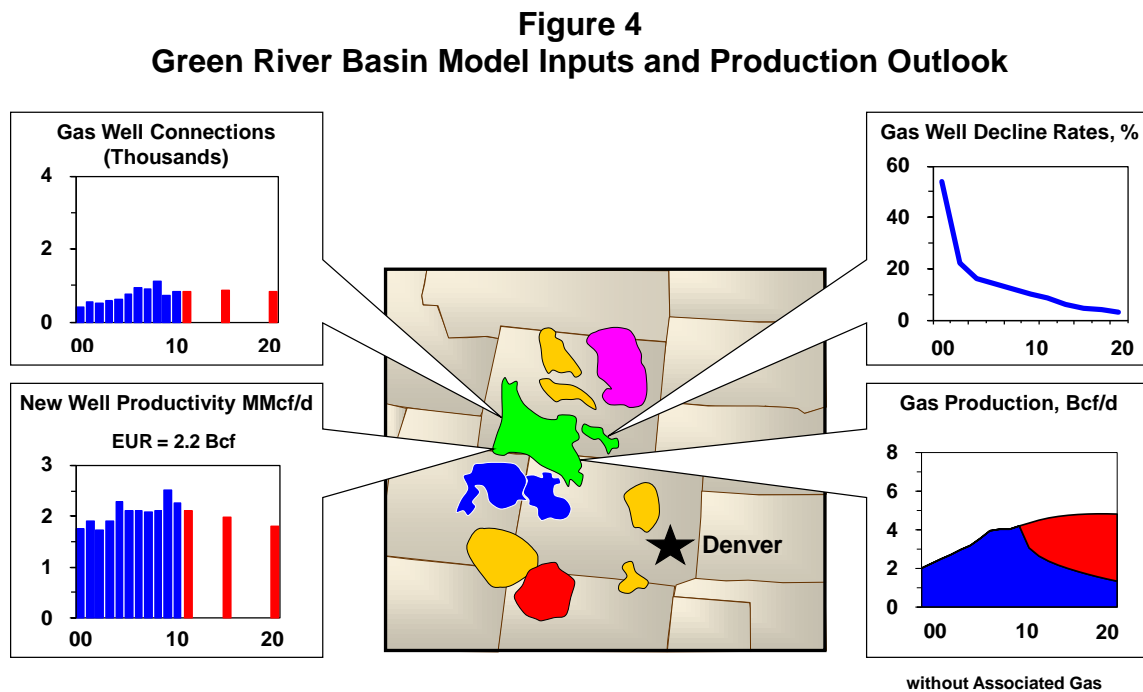 Figure 4
Green River Basin Model Inputs and Production Outlook
Gas Well Connections
(Thousands)
4
2
0
00 10 20
New Well Productivity MMcf/d
EUR = 2.2 Bcf
3
2
1
0
00 10 20
Denver
Gas Well Decline Rates, %
60
40
20
0
00 10 20
Gas Production, Bcf/d
8
6
4
2
0
00 10 20
without Associated Gas